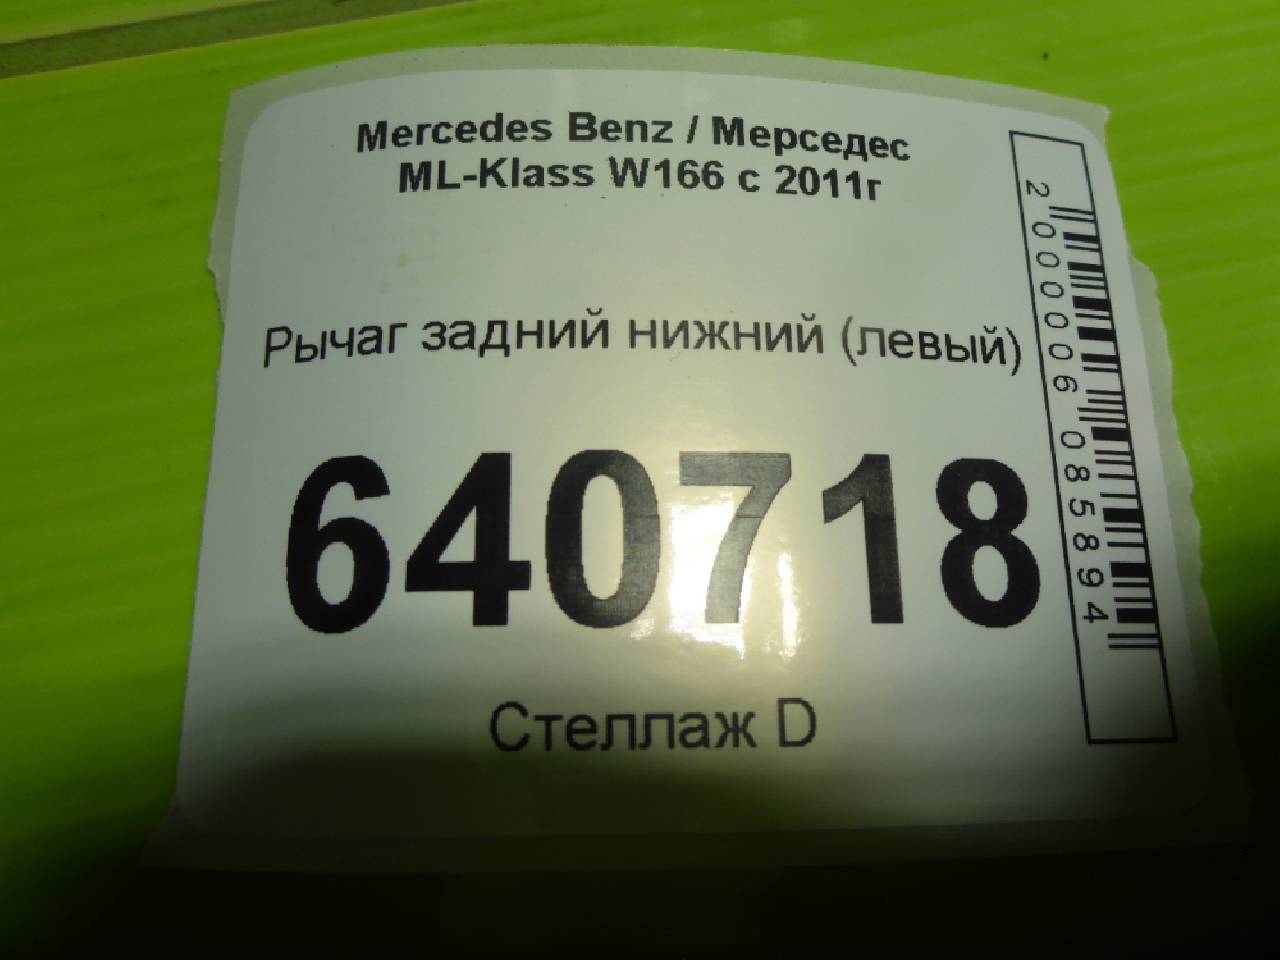 Mercedes Benz / Мерседес
ML-Klass W166 с 2011г
Рычаг задний нижний (левый)
640718
Стеллаж D
2000006085894